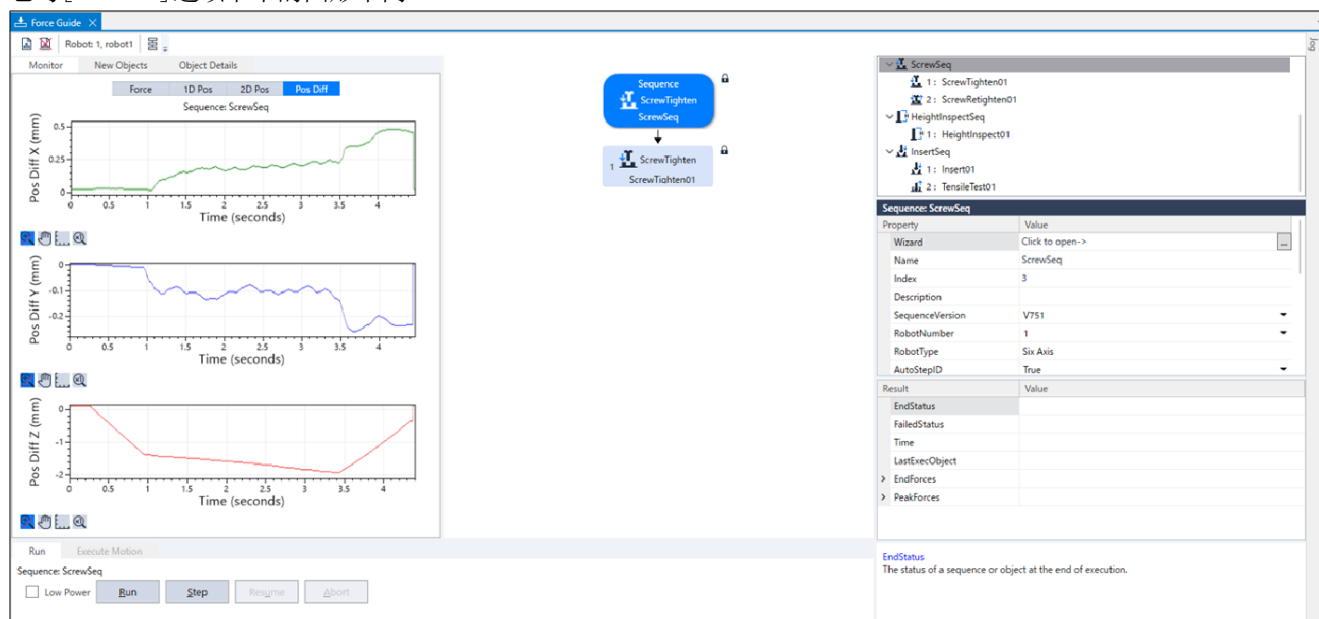 Force Guide
Robot: 1, robot1
Jog
Monitor New Objects Object Details
Force 1D Pos 2D Pos Pos Diff
Sequence: ScrewSeq
Pos Diff X (mm)
0.5
0.25
0
0 0.5 1 1.5 2 2.5 3 3.5 4
Time (seconds)
Pos Diff Y (mm)
0
-0.1
-0.2
0 0.5 1 1.5 2 2.5 3 3.5 4
Time (seconds)
Pos Diff Z (mm)
0
-1
-2
0 0.5 1 1.5 2 2.5 3 3.5 4
Time (seconds)
Run Execute Motion
Sequence: ScrewSeq
Low Power Run Step Resume Abort
Sequence
ScrewTighten
ScrewSeq
1 ScrewTighten
ScrewTighten01
ScrewSeq
1: ScrewTighten01
2: ScrewRetighten01
HeightInspectSeq
1: HeightInspect01
InsertSeq
1: Insert01
2: TensileTest01
Sequence: ScrewSeq
Property Value
Wizard Click to open-> ...
Name ScrewSeq
Index 3
Description
SequenceVersion V751
RobotNumber 1
RobotType Six Axis
AutoStepID True
Result Value
EndStatus
FailedStatus
Time
LastExecObject
EndForces
PeakForces
EndStatus
The status of a sequence or object at the end of execution.